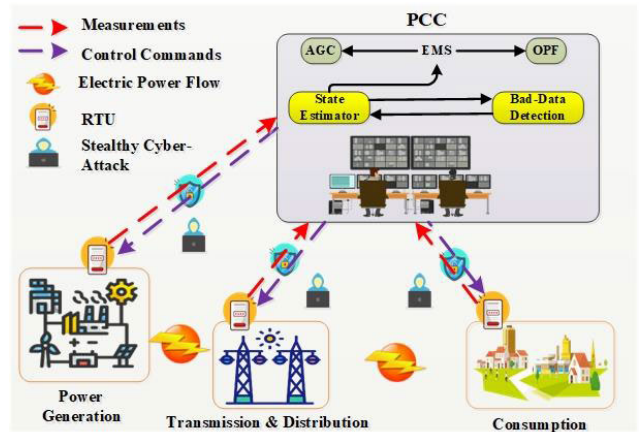 Measurements
Control Commands
Electric Power Flow
RTU
Stealthy Cyber-
Attack
PCC
AGC
EMS
OPF
State
Estimator
Bad-Data
Detection
Power
Generation
Transmission & Distribution
Consumption